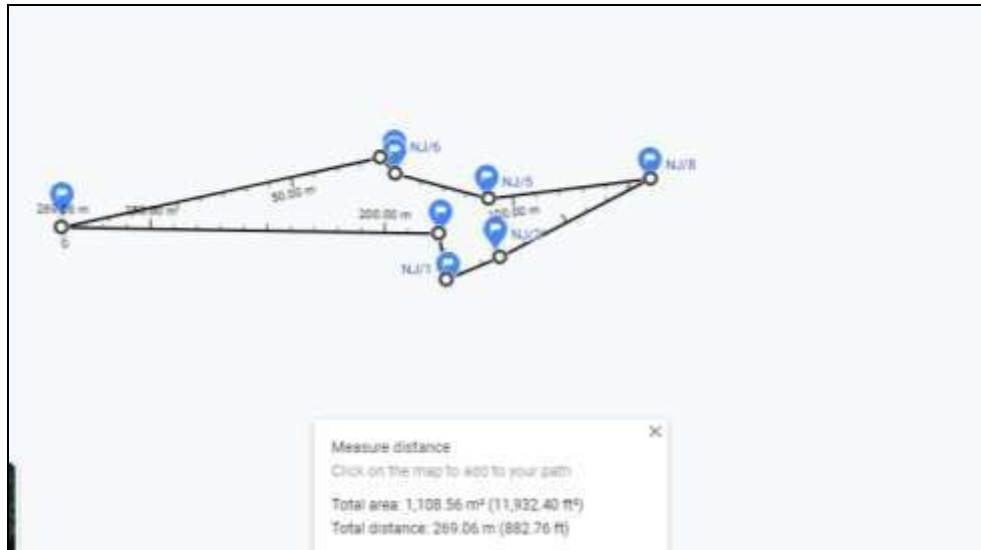 NJ/6
NJ/8
NJ/5
50.00 m
200.00 m
100.00 m
NJ/1
0
Measure distance
Click on the map to add to your path
Total area: 1,108.56 m² (11,932.40 ft²)
Total distance: 269.06 m (882.76 ft)